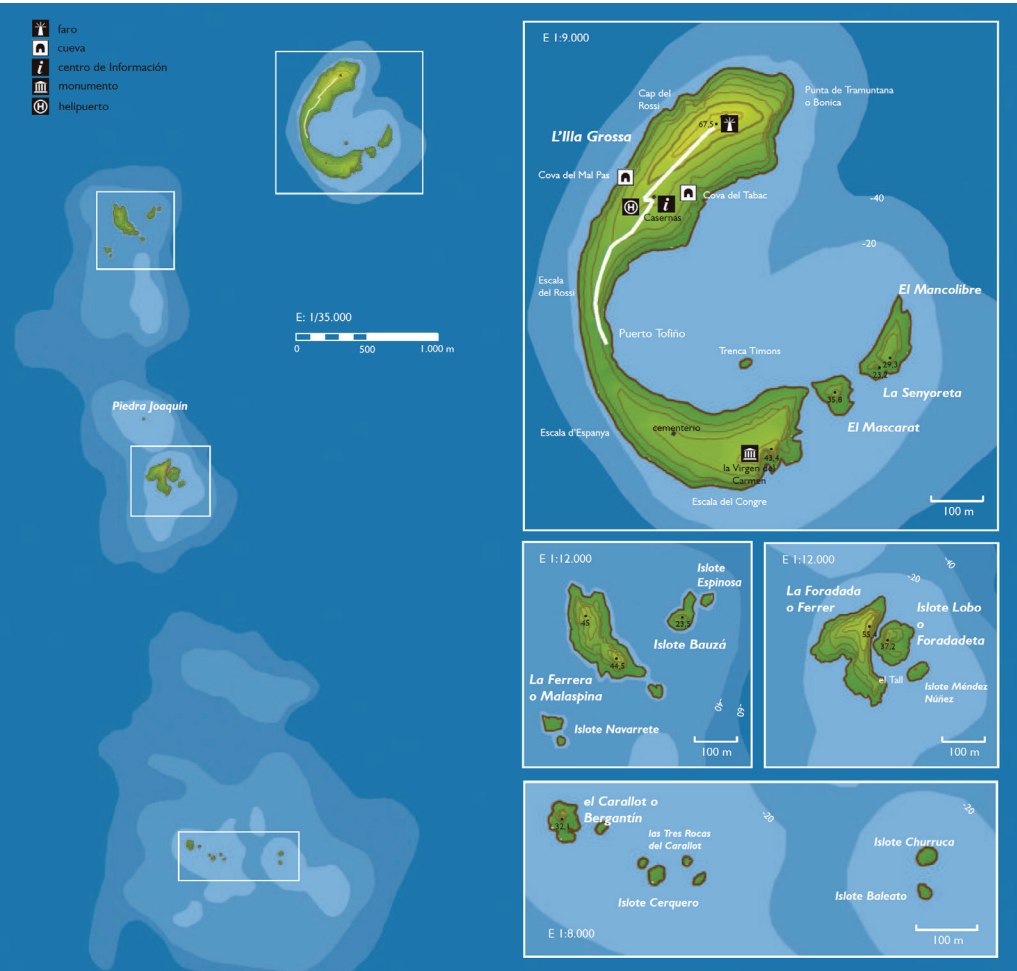 faro
cueva
i
centro de Información
monumento
H
helipuerto
E: 1/35.000
0
500
1.000 m
Piedra Joaquín
E 1:9.000
Cap del
Rossi
Punta de Tramuntana
o Bonica
67,5
L'Illa Grossa
Cova del Mal Pas
Cova del Tabac
H
i
Casernas
-40
-20
Escala
del Rossi
El Mancolibre
Puerto Tofiño
Trenca Timons
29,3
23,2
La Senyoreta
35,8
El Mascarat
Escala d'Espanya
cementerio
43,4
la Virgen del
Carmen
Escala del Congre
100 m
E 1:12.000
Islote
Espinosa
45
23,5
Islote Bauzá
44,5
La Ferrera
o Malaspina
Islote Navarrete
-40
-60
100 m
E 1:12.000
-40
-20
La Foradada
o Ferrer
Islote Lobo
o
Foradadeta
55,4
37,2
el Tall
Islote Méndez
Núñez
100 m
el Carallot o
Bergantín
32,1
las Tres Rocas
del Carallot
Islote Cerquero
-20
-20
Islote Churruca
Islote Baleato
E 1:8.000
100 m